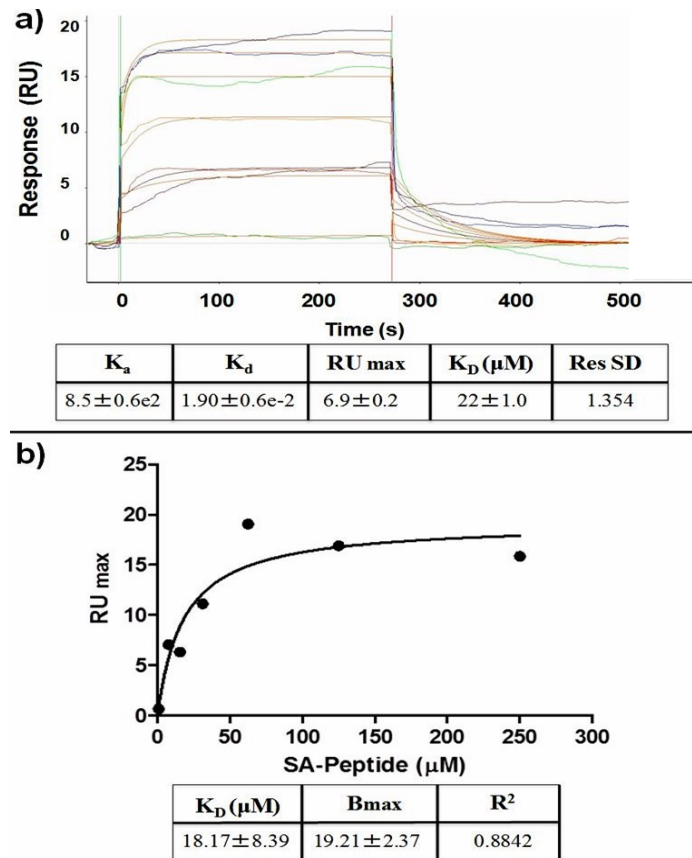 a)
Response (RU)
20
15
10
5
0
0 100 200 300 400 500
Time (s)
Ka Kd RU max KD (µM) Res SD
8.5±0.6e2 1.90±0.6e-2 6.9±0.2 22±1.0 1.354
b)
RU max
25
20
15
10
5
0
0 50 100 150 200 250 300
SA-Peptide (µM)
KD (µM) Bmax R²
18.17±8.39 19.21±2.37 0.8842